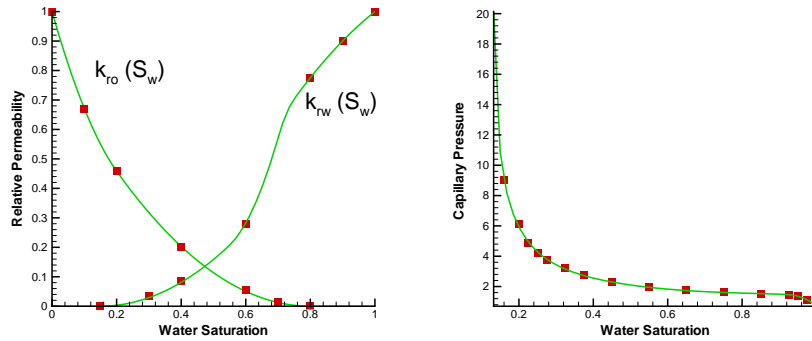 1
0.9
0.8
0.7
0.6
0.5
0.4
0.3
0.2
0.1
0
Relative Permeability
k_ro (S_w)
k_rw (S_w)
0 0.2 0.4 0.6 0.8 1
Water Saturation
20
18
16
14
12
10
8
6
4
2
Capillary Pressure
0.2 0.4 0.6 0.8
Water Saturation